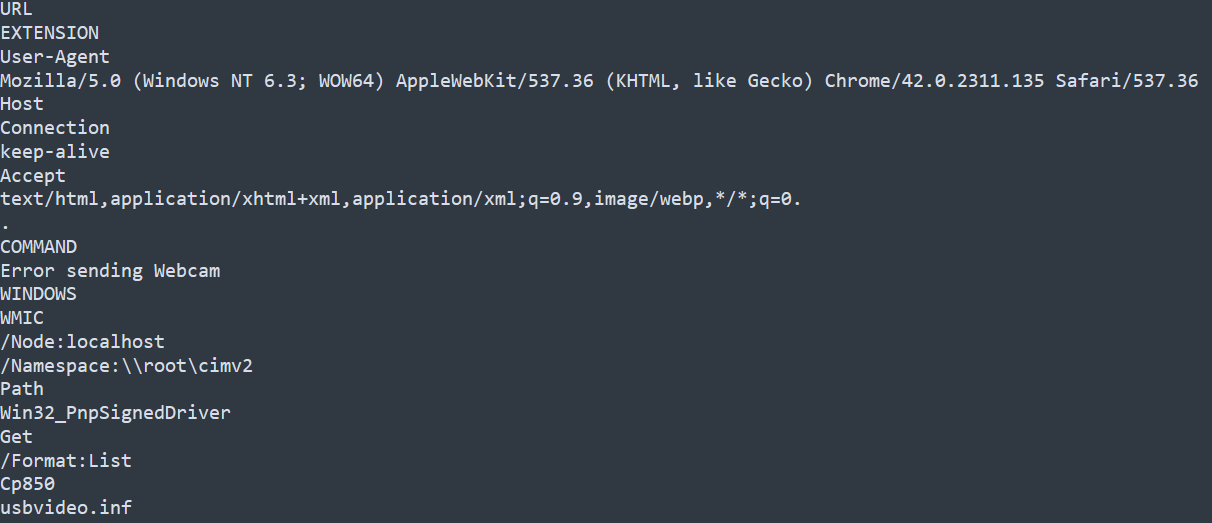 URL
EXTENSION
User-Agent
Mozilla/5.0 (Windows NT 6.3; WOW64) AppleWebKit/537.36 (KHTML, like Gecko) Chrome/42.0.2311.135 Safari/537.36
Host
Connection
keep-alive
Accept
text/html,application/xhtml+xml,application/xml;q=0.9,image/webp,*/*;q=0.
.
COMMAND
Error sending Webcam
WINDOWS
WMIC
/Node:localhost
/Namespace:\\root\cimv2
Path
Win32_PnpSignedDriver
Get
/Format:List
Cp850
usbvideo.inf